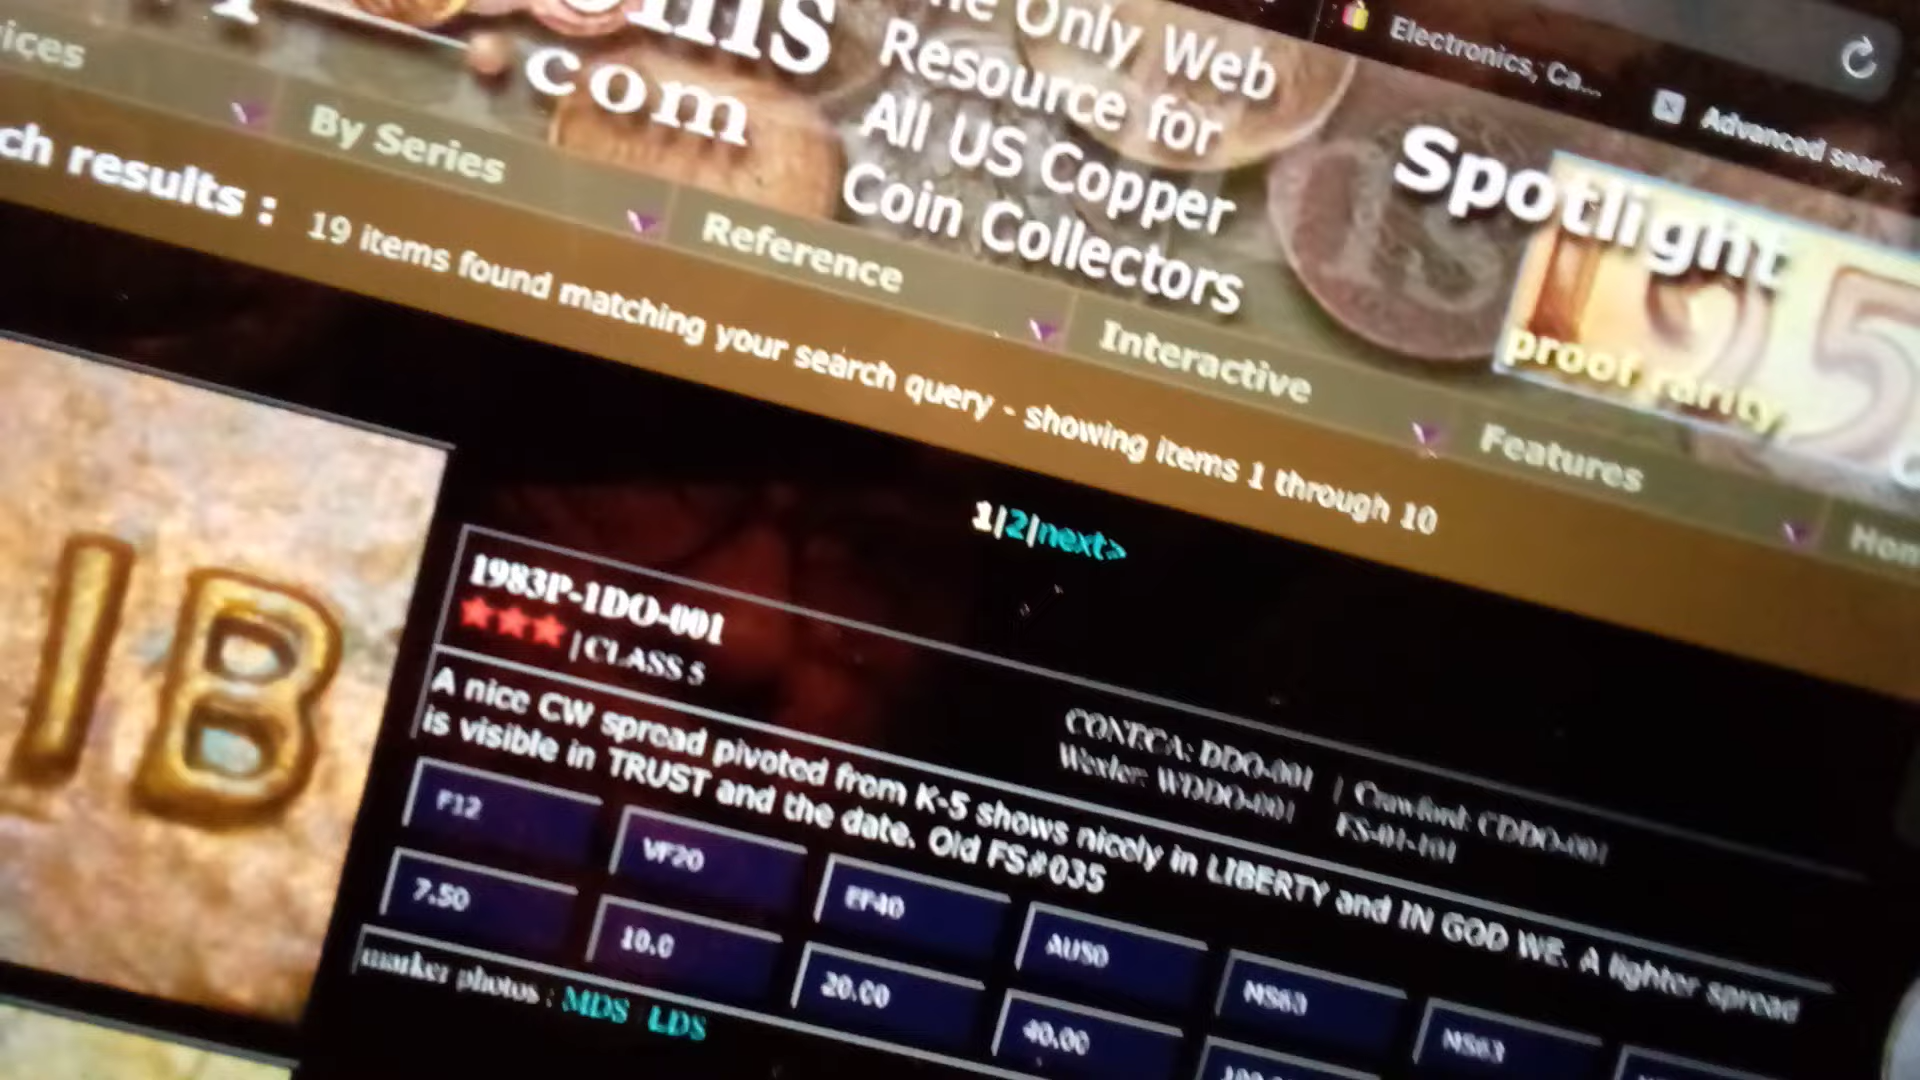 com
The Only Web
Resource for
All US Copper
Coin Collectors
Electronics, Ca...
Advanced sear...
Spotlight
195
proof rarity
By Series
Reference
Interactive
Features
results : 19 items found matching your search query - showing items 1 through 10
1|2|next>
IB
1983P-1DO-001
| CLASS 5
CONECA: DDO-001 | Crawford: CDDO-001
Wexler: WDDO-001 FS-01-101
A nice CW spread pivoted from K-5 shows nicely in LIBERTY and IN GOD WE. A lighter spread
is visible in TRUST and the date. Old FS#035
F12 VF20 EF40 AU50 MS60 MS63
7.50 10.0 20.00 40.00
marker photos : MDS LDS